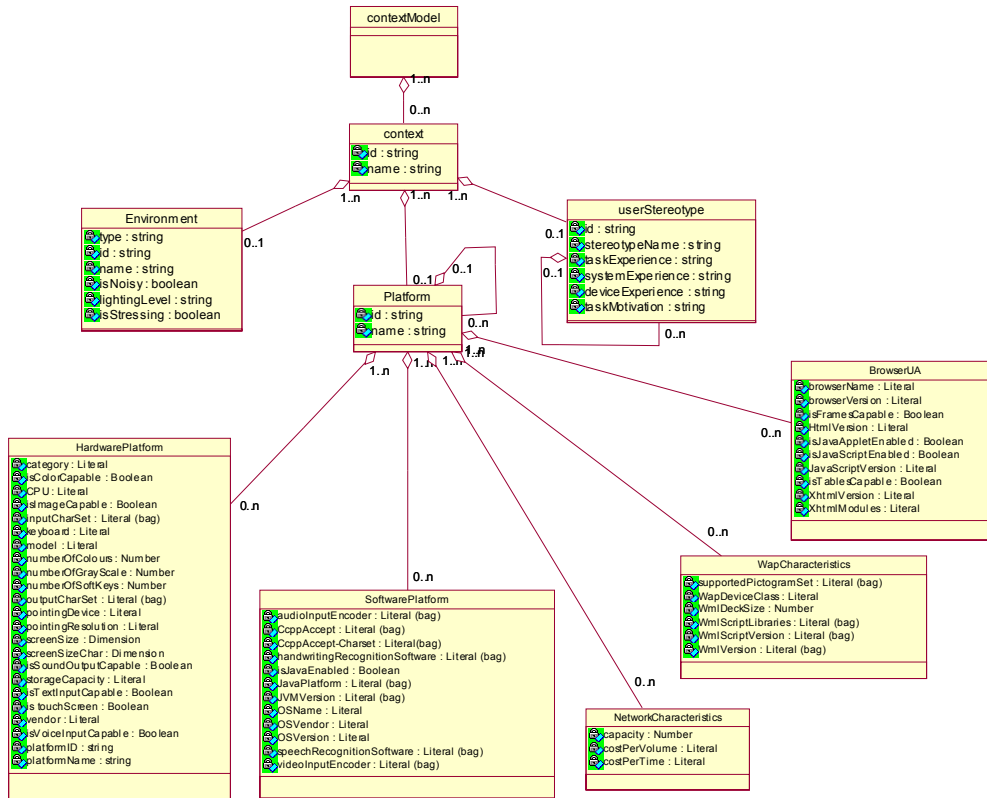 contextModel
1..n
0..n
context
id : string
name : string
1..n
1..n
1..n
Environment
type : string
id : string
name : string
isNoisy : boolean
lightingLevel : string
isStressing : boolean
0..1
userStereotype
id : string
stereotypeName : string
taskExperience : string
systemExperience : string
deviceExperience : string
taskMotivation : string
0..1
0..1
0..n
0..1
0..1
Platform
id : string
name : string
0..n
1..n
1..n
1..n
1..n
1..n
BrowserUA
browserName : Literal
browserVersion : Literal
isFramesCapable : Boolean
HtmlVersion : Literal
isJavaAppletEnabled : Boolean
isJavaScriptEnabled : Boolean
JavaScriptVersion : Literal
isTablesCapable : Boolean
XhtmlVersion : Literal
XhtmlModules : Literal
0..n
HardwarePlatform
category : Literal
isColorCapable : Boolean
CPU : Literal
isImageCapable : Boolean
inputCharSet : Literal (bag)
keyboard : Literal
model : Literal
numberOfColours : Number
numberOfGrayScale : Number
numberOfSoftKeys : Number
outputCharSet : Literal (bag)
pointingDevice : Literal
pointingResolution : Literal
screenSize : Dimension
screenSizeChar : Dimension
isSoundOutputCapable : Boolean
storageCapacity : Literal
isTextInputCapable : Boolean
istouchScreen : Boolean
vendor : Literal
isVoiceInputCapable : Boolean
platformID : string
platformName : string
0..n
SoftwarePlatform
audioInputEncoder : Literal (bag)
CcppAccept : Literal (bag)
CcppAccept-Charset : Literal(bag)
handwritingRecognitionSoftware : Literal (bag)
isJavaEnabled : Boolean
JavaPlatform : Literal (bag)
JVMVersion : Literal (bag)
OSName : Literal
OSVendor : Literal
OSVersion : Literal
speechRecognitionSoftware : Literal (bag)
videoInputEncoder : Literal (bag)
0..n
WapCharacteristics
supportedPictogramSet : Literal (bag)
WapDeviceClass : Literal
WmlDeckSize : Number
WmlScriptLibraries : Literal (bag)
WmlScriptVersion : Literal (bag)
WmlVersion : Literal (bag)
0..n
NetworkCharacteristics
capacity : Number
costPerVolume : Literal
costPerTime : Literal
0..n